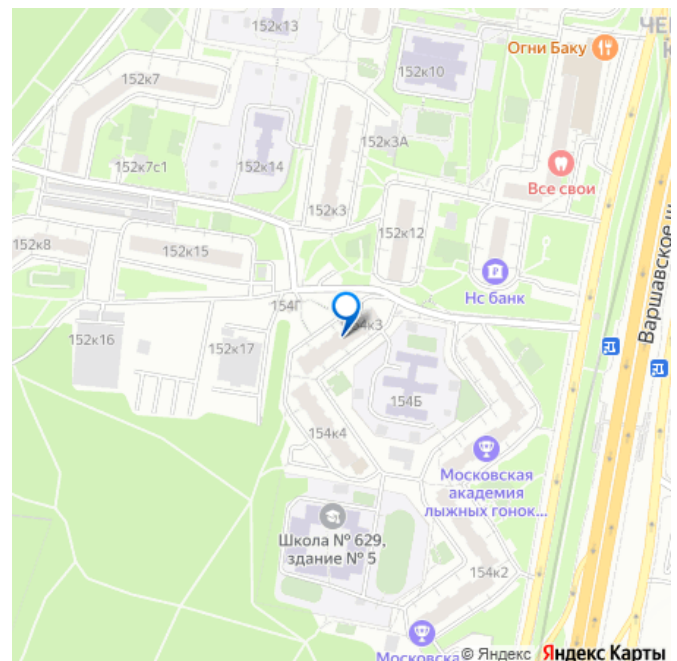 152к13
ЧЕ
К
Огни Баку
152к7
152к10
152к3А
152к7с1
152к14
Все свои
152к3
152к12
Варшавское ш
152к8
152к15
Нс банк
154Г
154к3
152к16
152к17
154Б
154к4
Московская
академия
лыжных гонок...
Школа № 629,
здание № 5
154к2
Московска
© Яндекс Яндекс Карты